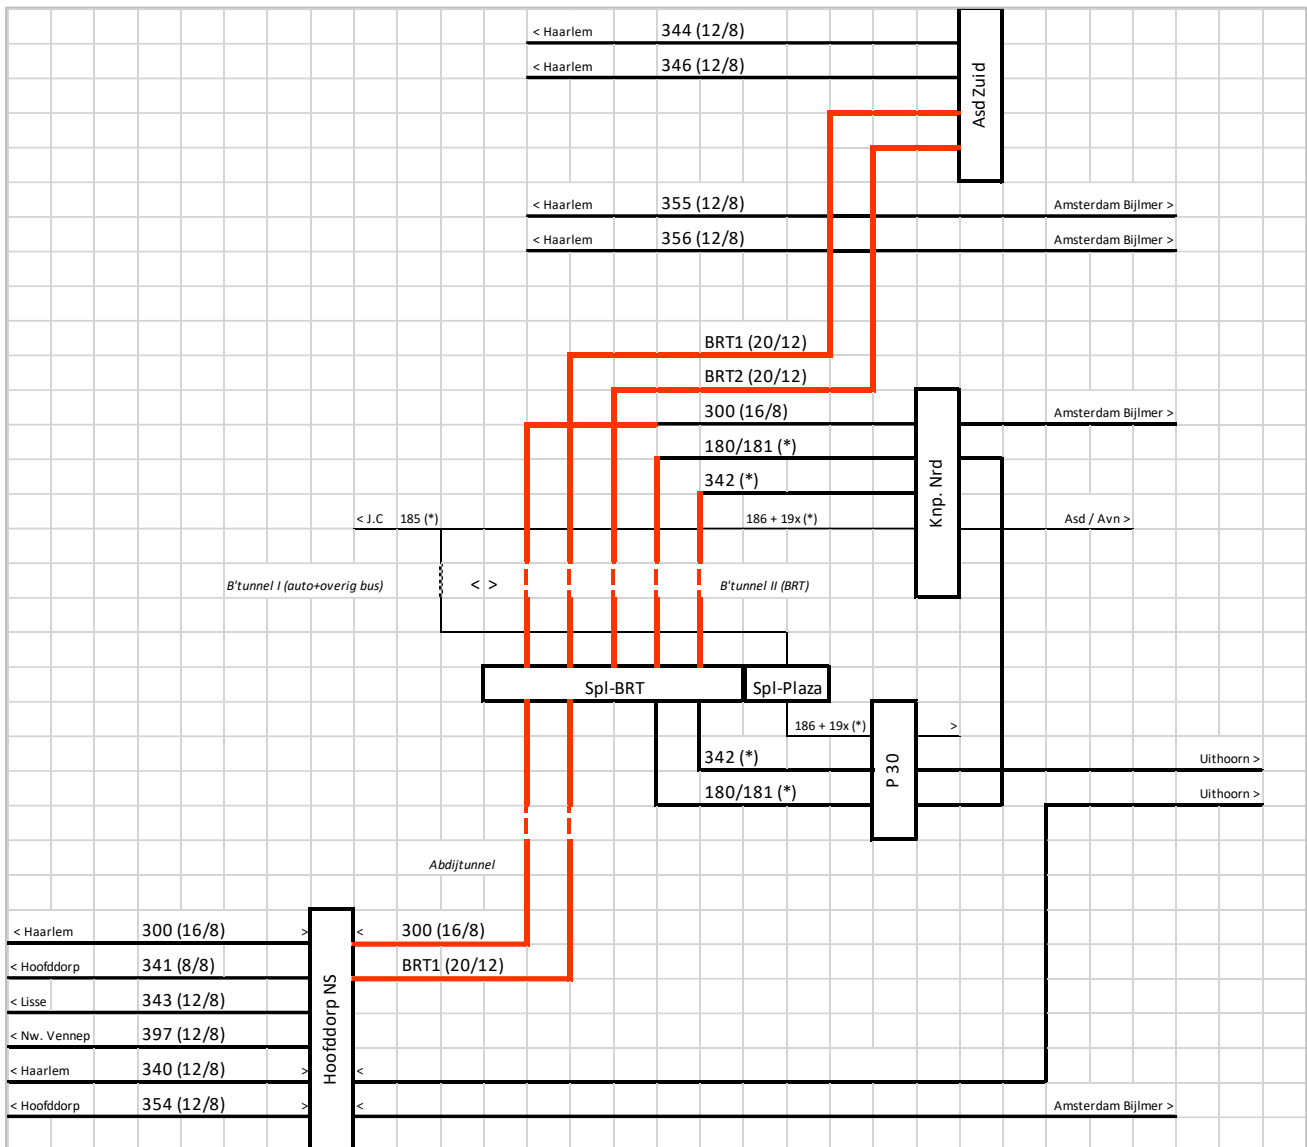 < Haarlem 344 (12/8)
< Haarlem 346 (12/8)
Asd Zuid
< Haarlem 355 (12/8) Amsterdam Bijlmer >
< Haarlem 356 (12/8) Amsterdam Bijlmer >
BRT1 (20/12)
BRT2 (20/12)
300 (16/8) Amsterdam Bijlmer >
180/181 (*)
342 (*)
Knp. Nrd
< J.C 185 (*) 186 + 19x (*) Asd / Avn >
B'tunnel I (auto+overig bus) < > B'tunnel II (BRT)
Spl-BRT Spl-Plaza
186 + 19x (*) >
342 (*) Uithoorn >
P 30
180/181 (*) Uithoorn >
Abdijtunnel
< Haarlem 300 (16/8) > < 300 (16/8)
< Hoofddorp 341 (8/8) BRT1 (20/12)
< Lisse 343 (12/8)
Hoofddorp NS
< Nw. Vennep 397 (12/8)
< Haarlem 340 (12/8) > <
< Hoofddorp 354 (12/8) > < Amsterdam Bijlmer >